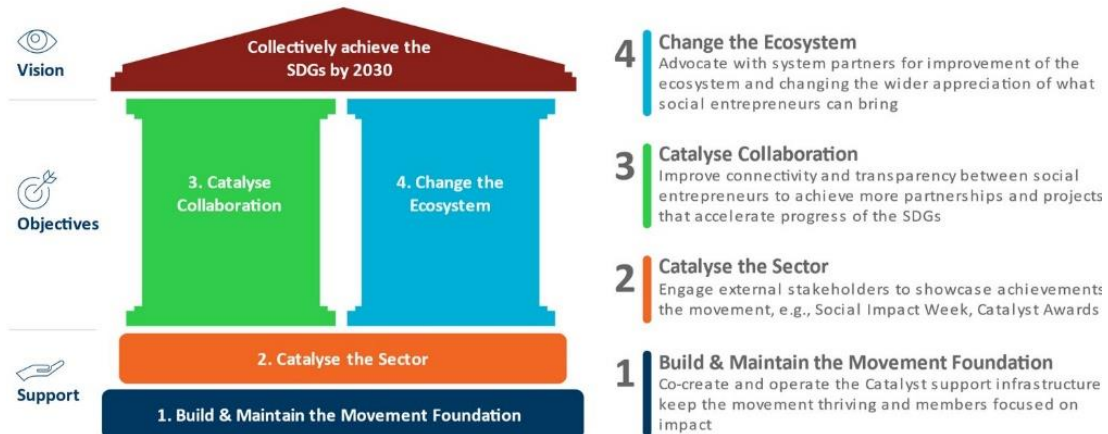 Vision
Collectively achieve the
SDGs by 2030
Objectives
3. Catalyse
Collaboration
4. Change the
Ecosystem
Support
2. Catalyse the Sector
1. Build & Maintain the Movement Foundation
4
Change the Ecosystem
Advocate with system partners for improvement of the
ecosystem and changing the wider appreciation of what
social entrepreneurs can bring
3
Catalyse Collaboration
Improve connectivity and transparency between social
entrepreneurs to achieve more partnerships and projects
that accelerate progress of the SDGs
2
Catalyse the Sector
Engage external stakeholders to showcase achievements
the movement, e.g., Social Impact Week, Catalyst Awards
1
Build & Maintain the Movement Foundation
Co-create and operate the Catalyst support infrastructure
keep the movement thriving and members focused on
impact